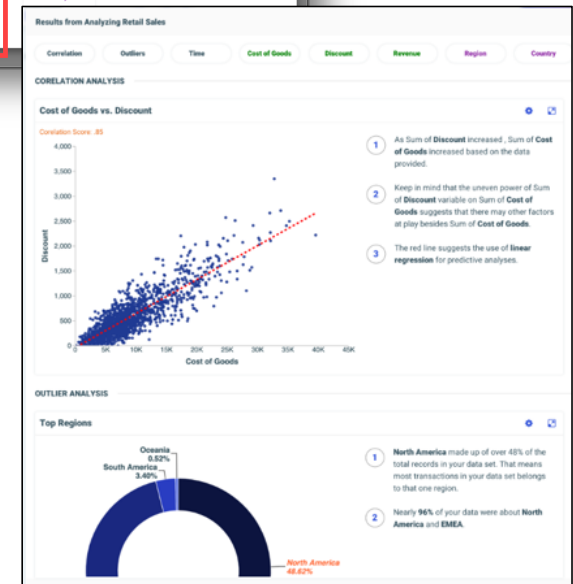 Results from Analyzing Retail Sales
Correlation Outliers Time Cost of Goods Discount Revenue Region Country
CORELATION ANALYSIS
Cost of Goods vs. Discount
Corelation Score: .85
4,000
3,500
3,000
2,500
2,000
1,500
1,000
500
0
Discount
0 5K 10K 15K 20K 25K 30K 35K 40K 45K
Cost of Goods
1
As Sum of Discount increased , Sum of Cost
of Goods increased based on the data
provided.
2
Keep in mind that the uneven power of Sum
of Discount variable on Sum of Cost of
Goods suggests that there may other factors
at play besides Sum of Cost of Goods.
3
The red line suggests the use of linear
regression for predictive analyses.
OUTLIER ANALYSIS
Top Regions
Oceania
0.52%
South America
3.40%
North America
48.62%
1
North America made up of over 48% of the
total records in your data set. That means
most transactions in your data set belongs
to that one region.
2
Nearly 96% of your data were about North
America and EMEA.